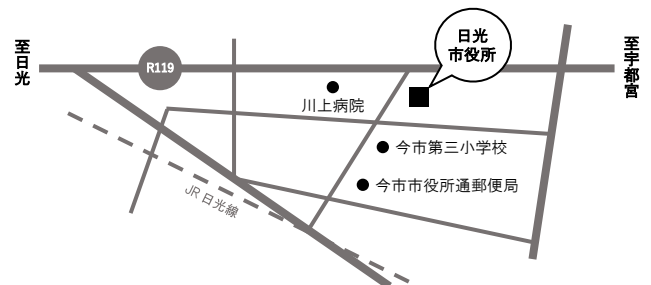 日光
市役所
至日光
R119
至宇都宮
川上病院
今市第三小学校
今市市役所通郵便局
JR 日光線